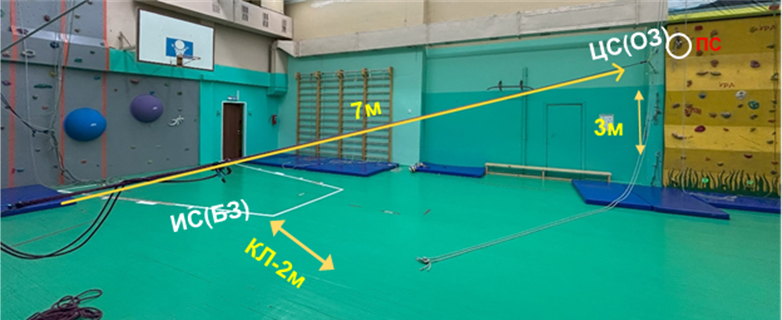 ЦС(ОЗ)
ПС
7м
3м
ИС(БЗ)
КЛ-2м